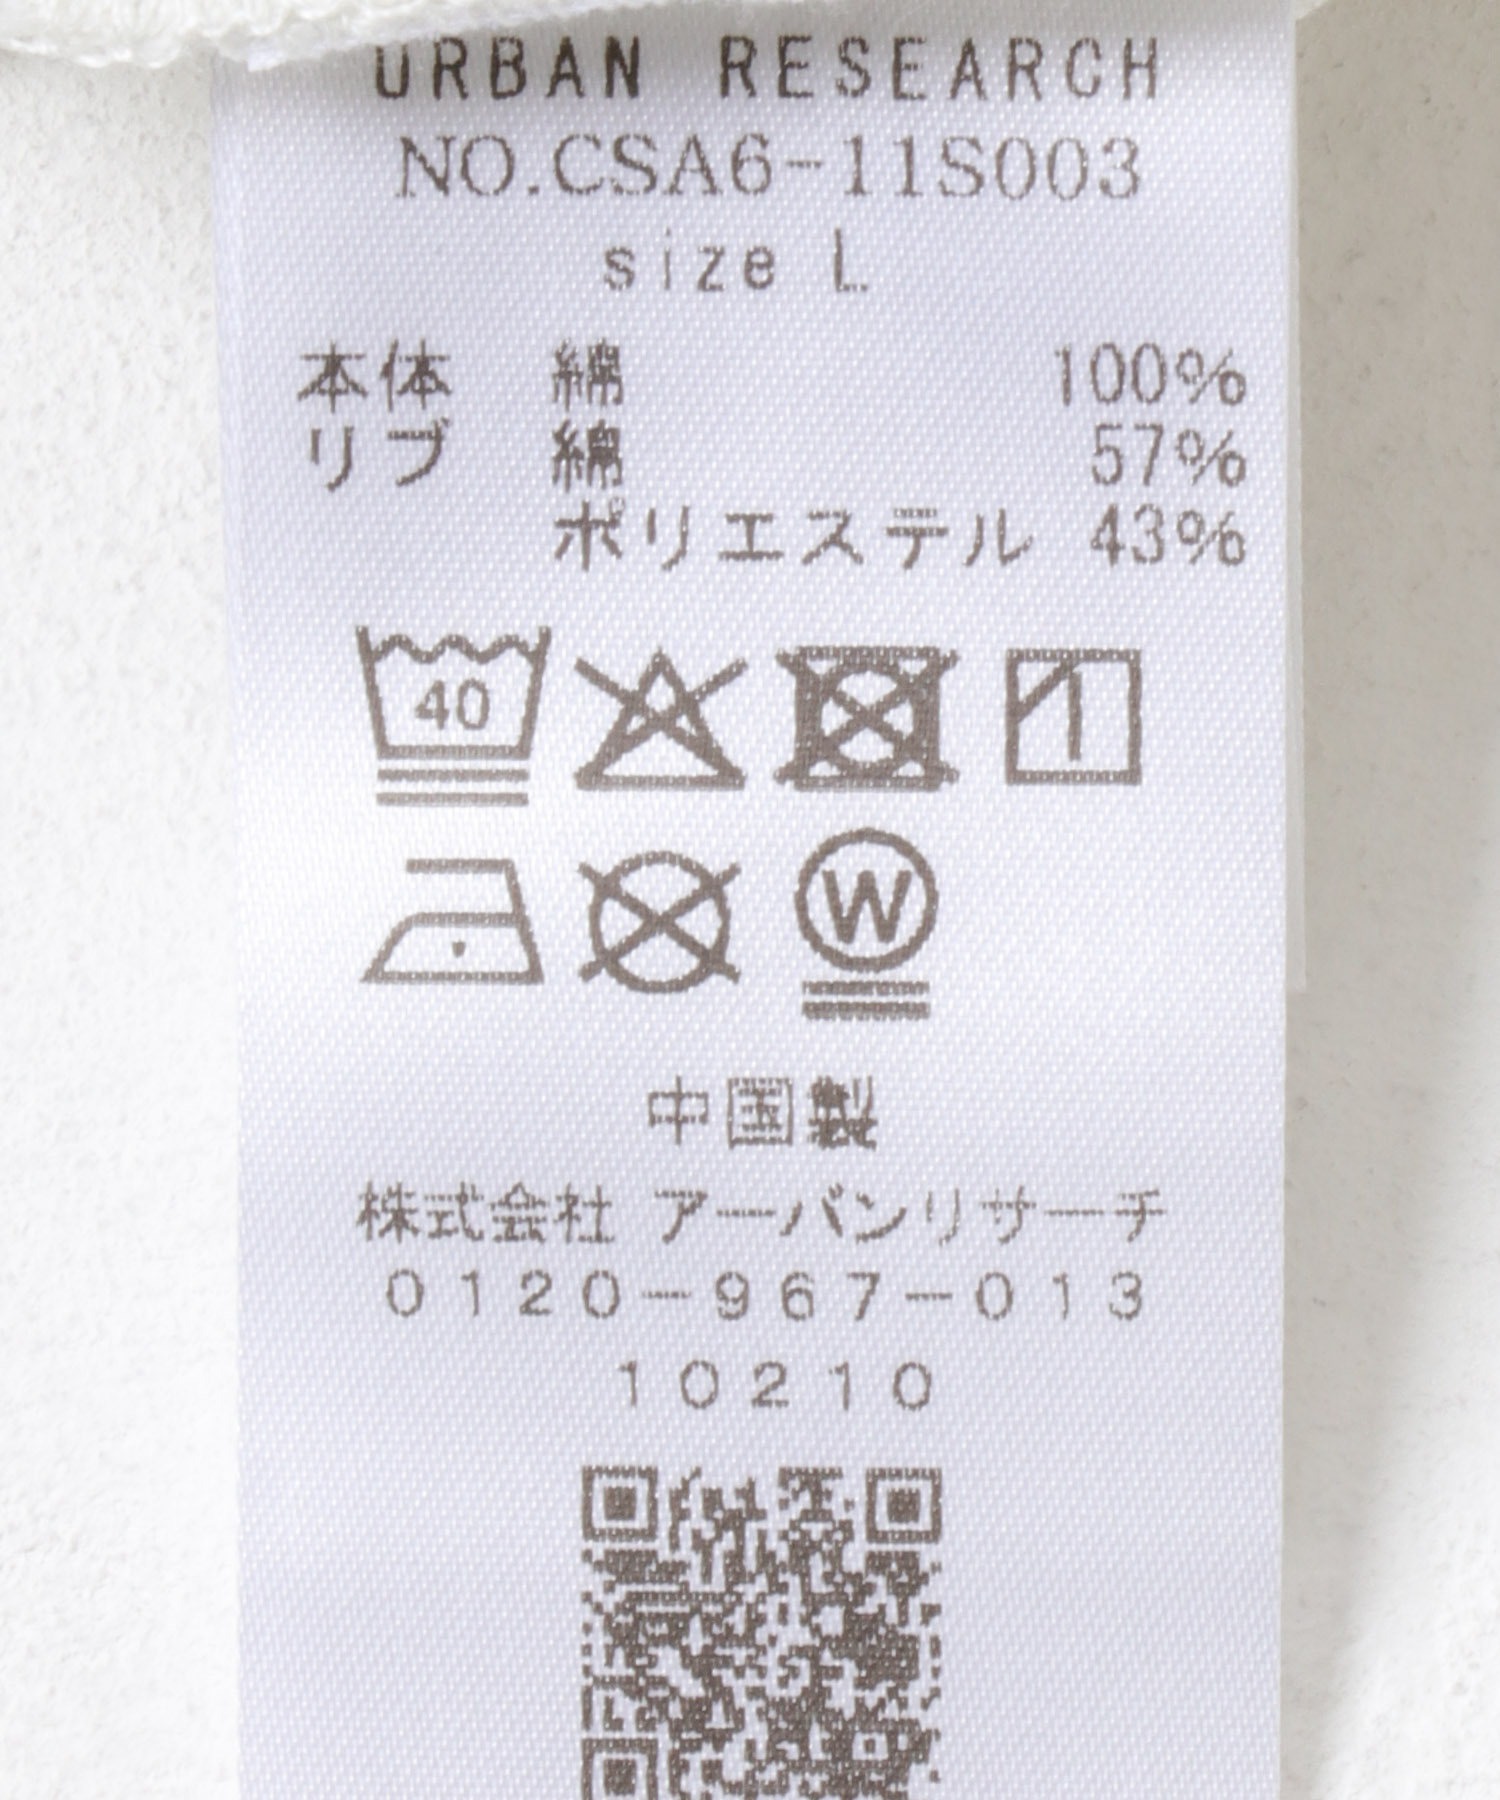 URBAN RESEARCH
NO.CSA6-11S003
size L
本体 綿 100%
リブ 綿 57%
ポリエステル 43%
40
W
中国製
株式会社 アーバンリサーチ
0120-967-013
10210